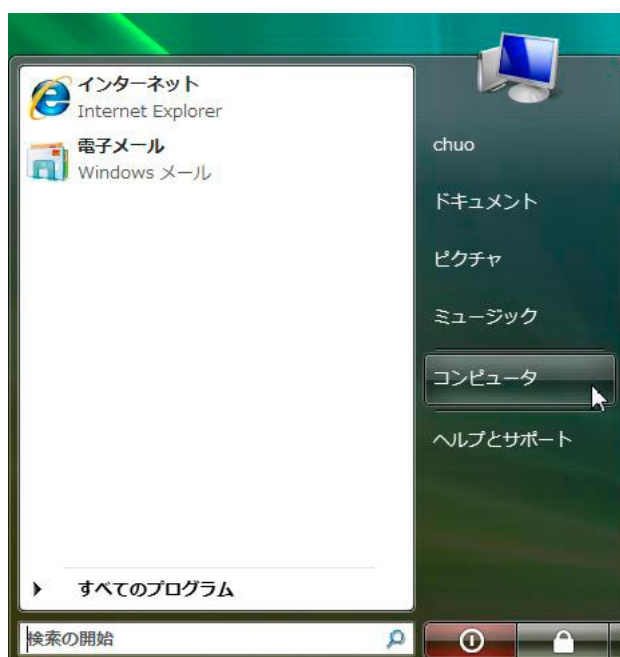 インターネット
Internet Explorer
電子メール
Windows メール
すべてのプログラム
検索の開始
chuo
ドキュメント
ピクチャ
ミュージック
コンピュータ
ヘルプとサポート